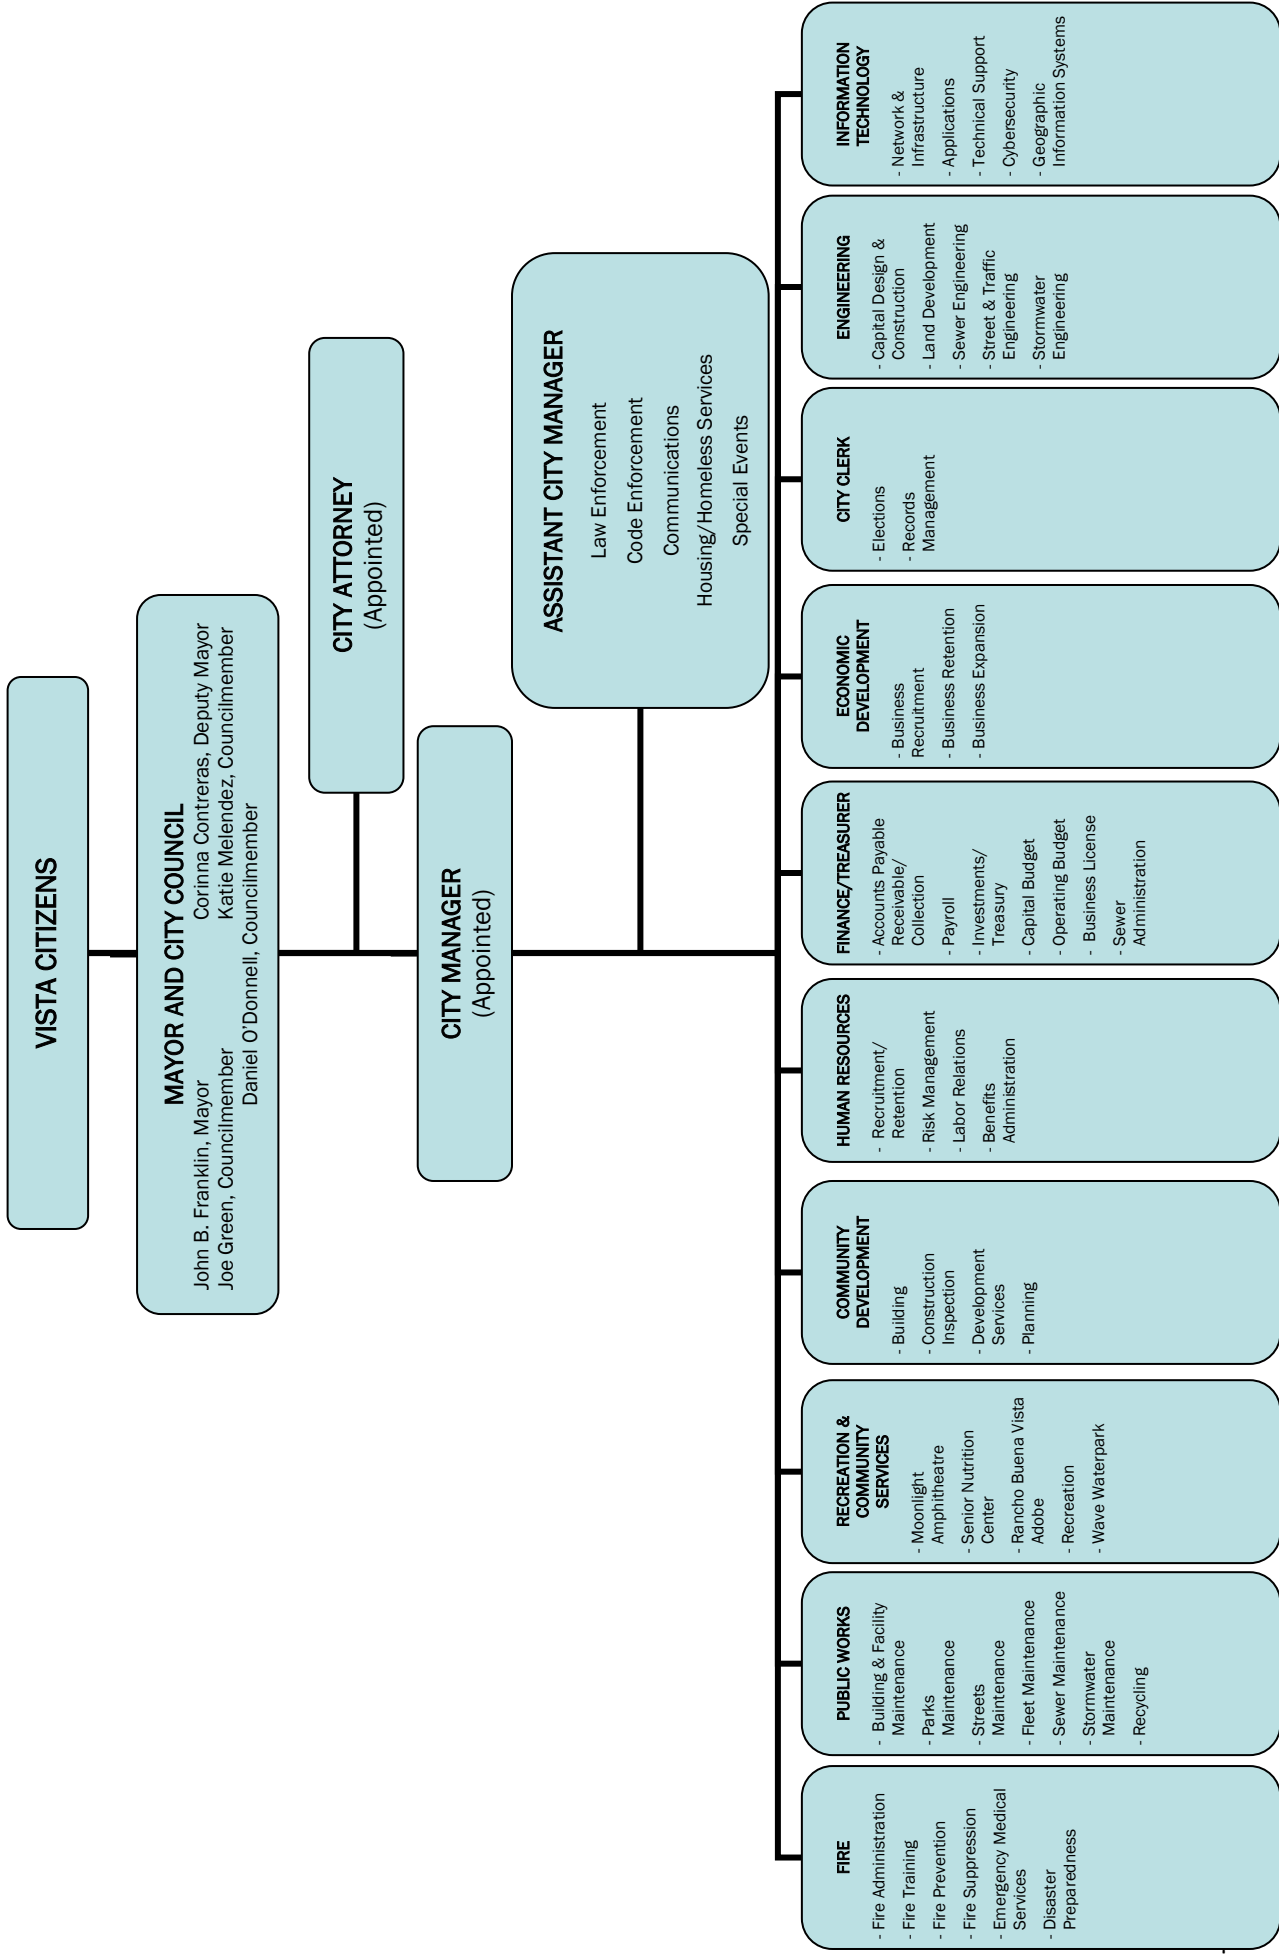 VISTA CITIZENS
MAYOR AND CITY COUNCIL
John B. Franklin, Mayor Corinna Contreras, Deputy Mayor
Joe Green, Councilmember Katie Melendez, Councilmember
Daniel O'Donnell, Councilmember
CITY ATTORNEY
(Appointed)
CITY MANAGER
(Appointed)
ASSISTANT CITY MANAGER
Law Enforcement
Code Enforcement
Communications
Housing/Homeless Services
Special Events
FIRE
- Fire Administration
- Fire Training
- Fire Prevention
- Fire Suppression
- Emergency Medical
Services
- Disaster
Preparedness
PUBLIC WORKS
- Building & Facility
Maintenance
- Parks
Maintenance
- Streets
Maintenance
- Fleet Maintenance
- Sewer Maintenance
- Stormwater
Maintenance
- Recycling
RECREATION &
COMMUNITY
SERVICES
- Moonlight
Amphitheatre
- Senior Nutrition
Center
- Rancho Buena Vista
Adobe
- Recreation
- Wave Waterpark
COMMUNITY
DEVELOPMENT
- Building
- Construction
Inspection
- Development
Services
- Planning
HUMAN RESOURCES
- Recruitment/
Retention
- Risk Management
- Labor Relations
- Benefits
Administration
FINANCE/TREASURER
- Accounts Payable
Receivable/
Collection
- Payroll
- Investments/
Treasury
- Capital Budget
- Operating Budget
- Business License
- Sewer
Administration
ECONOMIC
DEVELOPMENT
- Business
Recruitment
- Business Retention
- Business Expansion
CITY CLERK
- Elections
- Records
Management
ENGINEERING
- Capital Design &
Construction
- Land Development
- Sewer Engineering
- Street & Traffic
Engineering
- Stormwater
Engineering
INFORMATION
TECHNOLOGY
- Network &
Infrastructure
- Applications
- Technical Support
- Cybersecurity
- Geographic
Information Systems